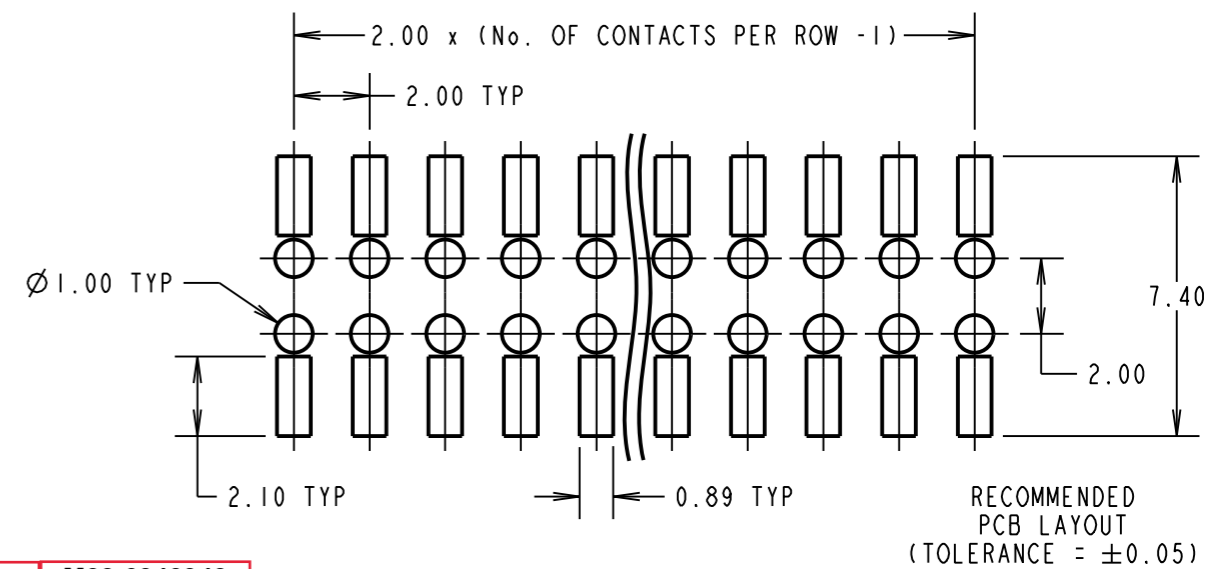 2.00 x (No. OF CONTACTS PER ROW -1)
2.00 TYP
Ø1.00 TYP
7.40
2.00
2.10 TYP
0.89 TYP
RECOMMENDED
PCB LAYOUT
(TOLERANCE = ±0.05)